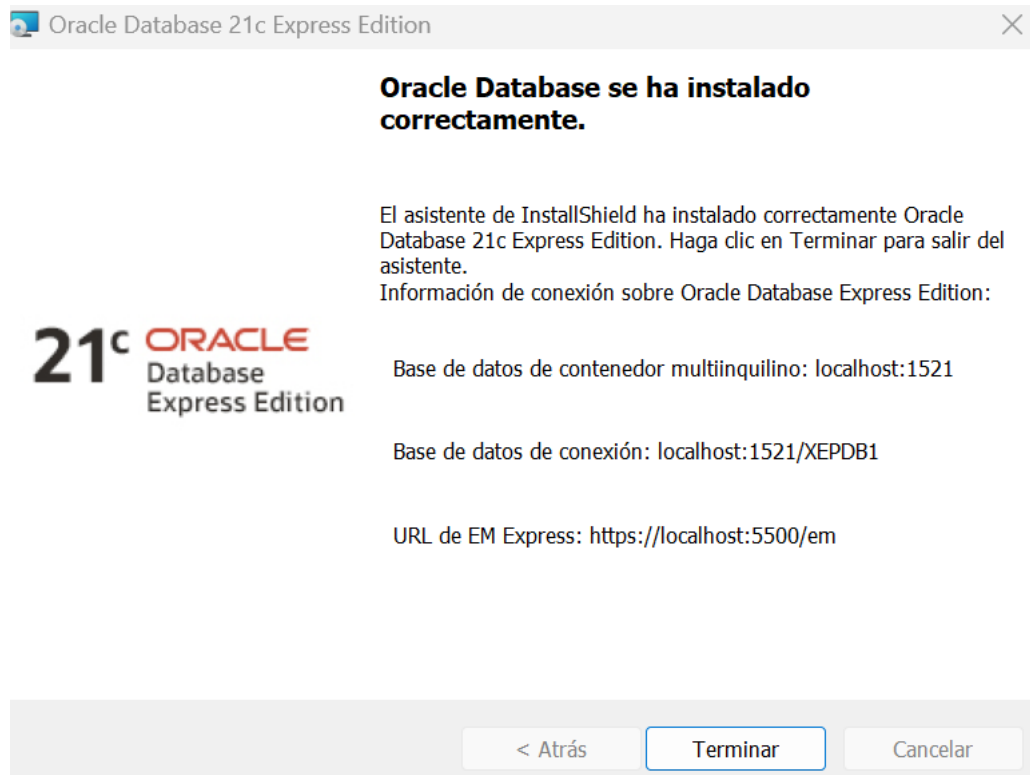 Oracle Database 21c Express Edition
Oracle Database se ha instalado
correctamente.
El asistente de InstallShield ha instalado correctamente Oracle
Database 21c Express Edition. Haga clic en Terminar para salir del
asistente.
Información de conexión sobre Oracle Database Express Edition:
21c ORACLE
Database
Express Edition
Base de datos de contenedor multiinquilino: localhost:1521
Base de datos de conexión: localhost:1521/XEPDB1
URL de EM Express: https://localhost:5500/em
< Atrás
Terminar
Cancelar